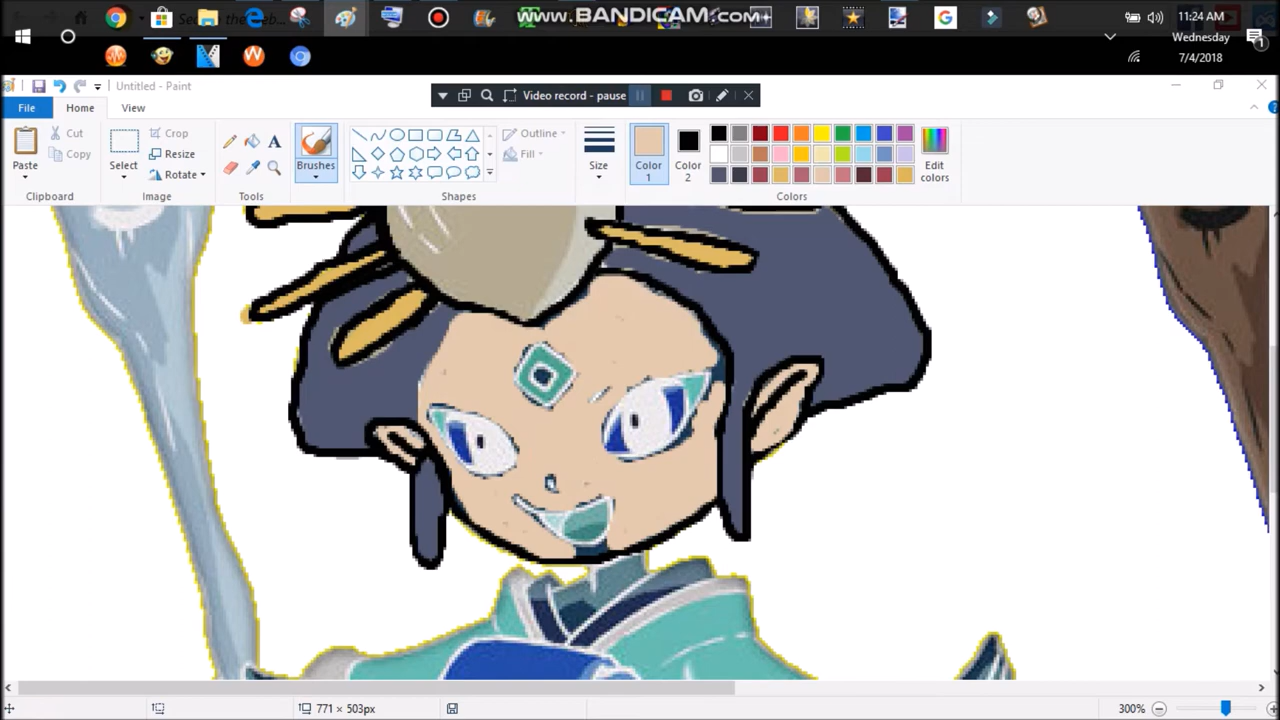 www.BANDICAM.com
11:24 AM
Wednesday
7/4/2018
1
Untitled - Paint
Video record - pause
File
Home
View
Paste
Cut
Copy
Clipboard
Select
Crop
Resize
Rotate
Image
A
Tools
Brushes
Outline
Fill
Shapes
Size
Color
1
Color
2
Edit
colors
Colors
771 × 503px
300%